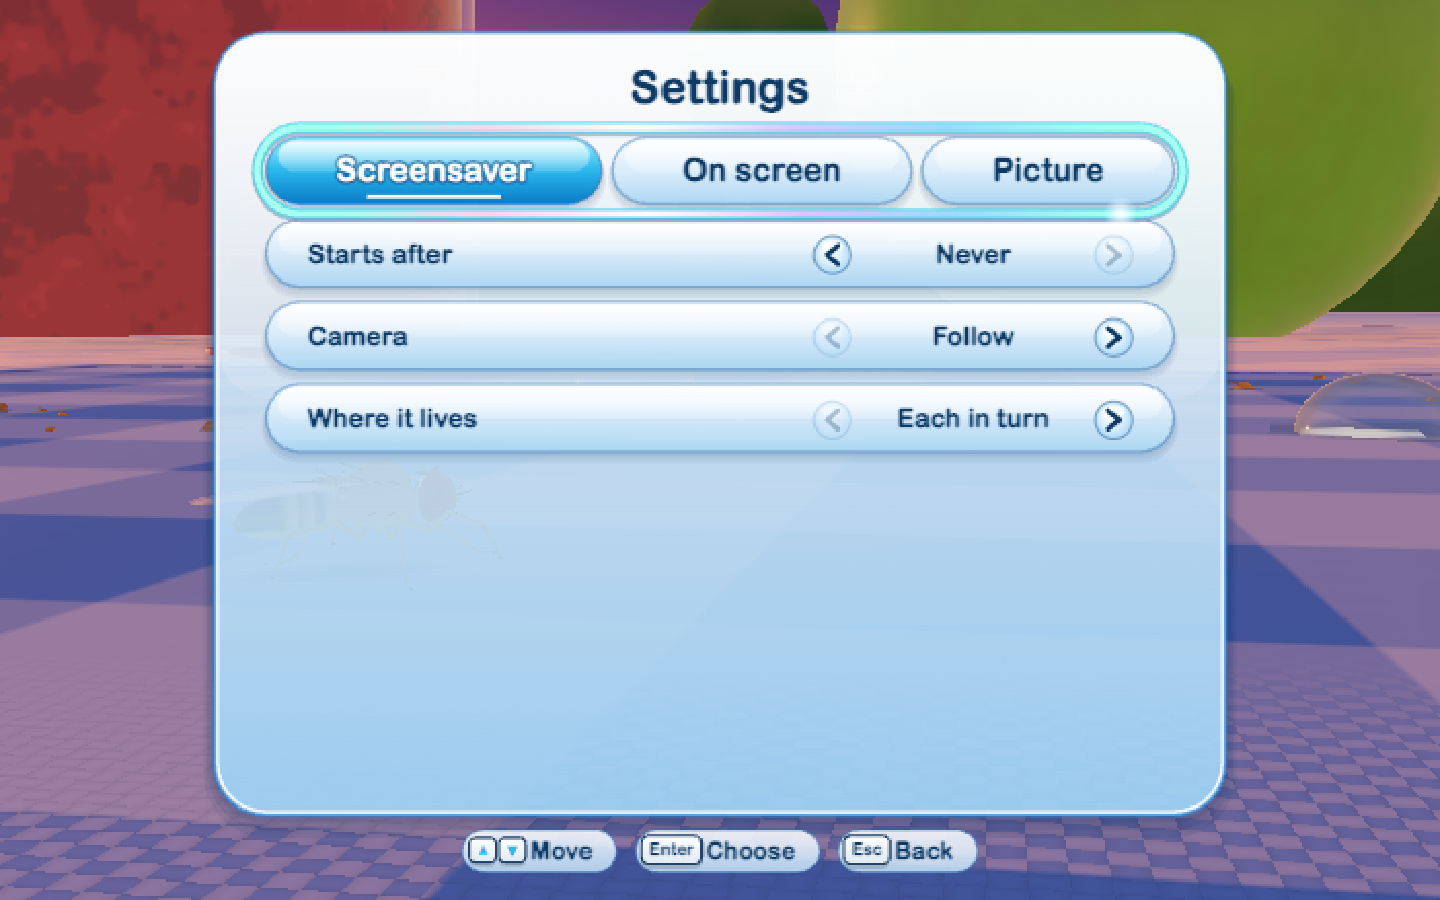 Settings
Screensaver On screen Picture
Starts after Never
Camera Follow
Where it lives Each in turn
Move Enter Choose Esc Back